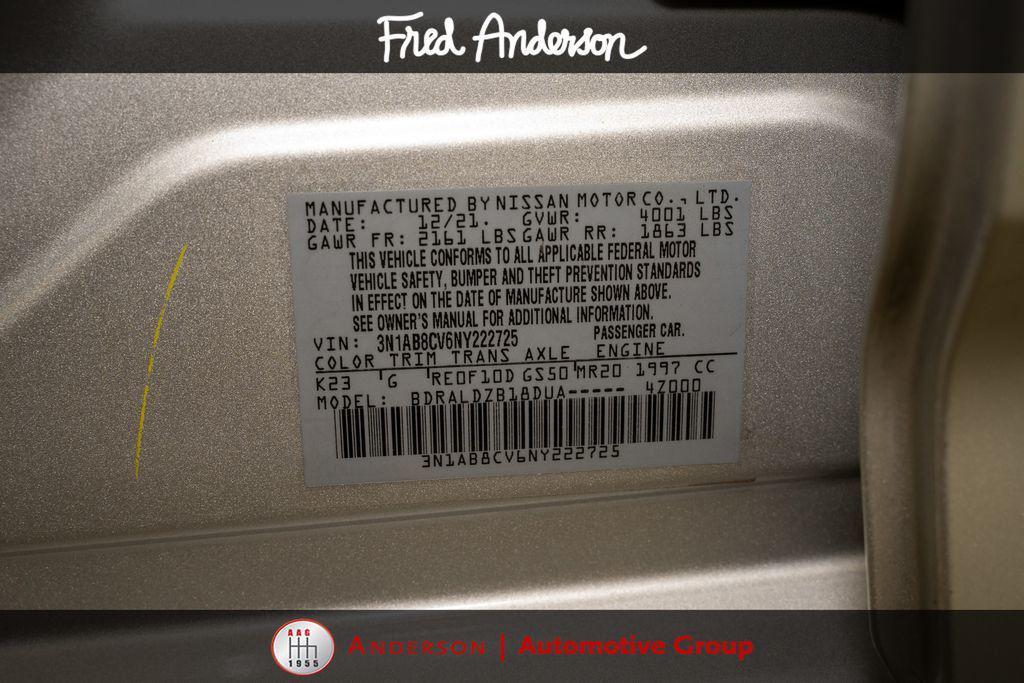 Fred Anderson
MANUFACTURED BY NISSAN MOTOR CO., LTD.
DATE: 12/21. GVWR: 4001 LBS
GAWR FR: 2161 LBS GAWR RR: 1863 LBS
THIS VEHICLE CONFORMS TO ALL APPLICABLE FEDERAL MOTOR
VEHICLE SAFETY, BUMPER AND THEFT PREVENTION STANDARDS
IN EFFECT ON THE DATE OF MANUFACTURE SHOWN ABOVE.
SEE OWNER'S MANUAL FOR ADDITIONAL INFORMATION.
VIN: 3N1AB8CV6NY222725 PASSENGER CAR.
COLOR TRIM TRANS AXLE ENGINE
K23 G RE0F10D GS50 MR20 1997 CC
MODEL: BDRALDZB18DUA----- 4Z000
3N1AB8CV6NY222725
AAG
1955
ANDERSON | Automotive Group